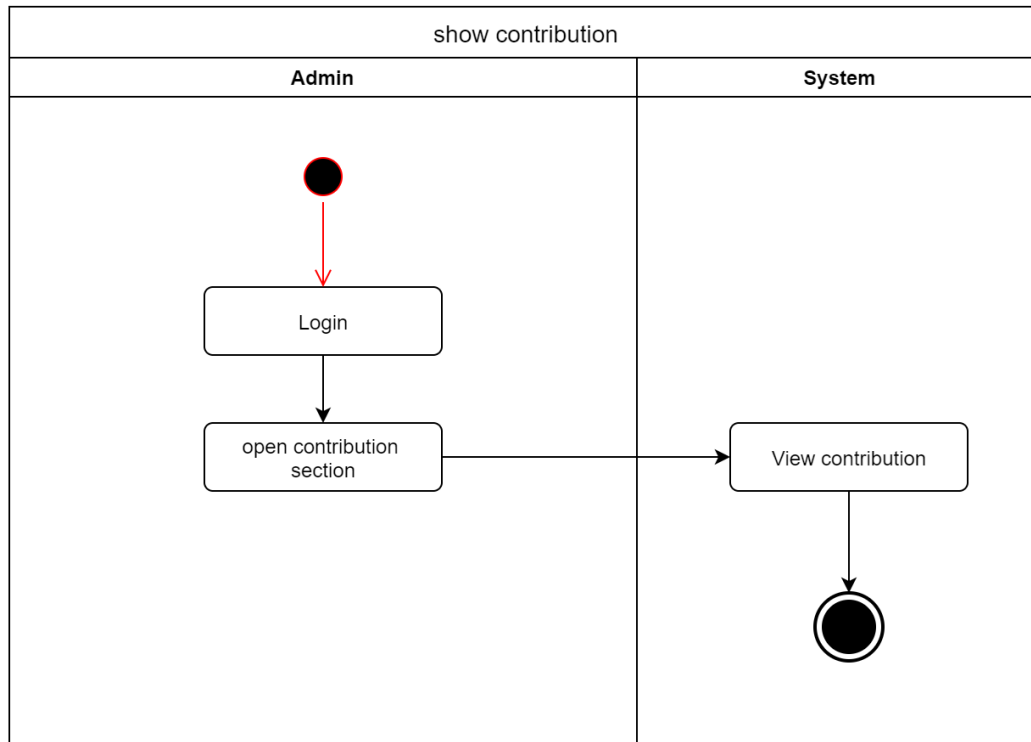 show contribution
Admin
System
Login
open contribution
section
View contribution